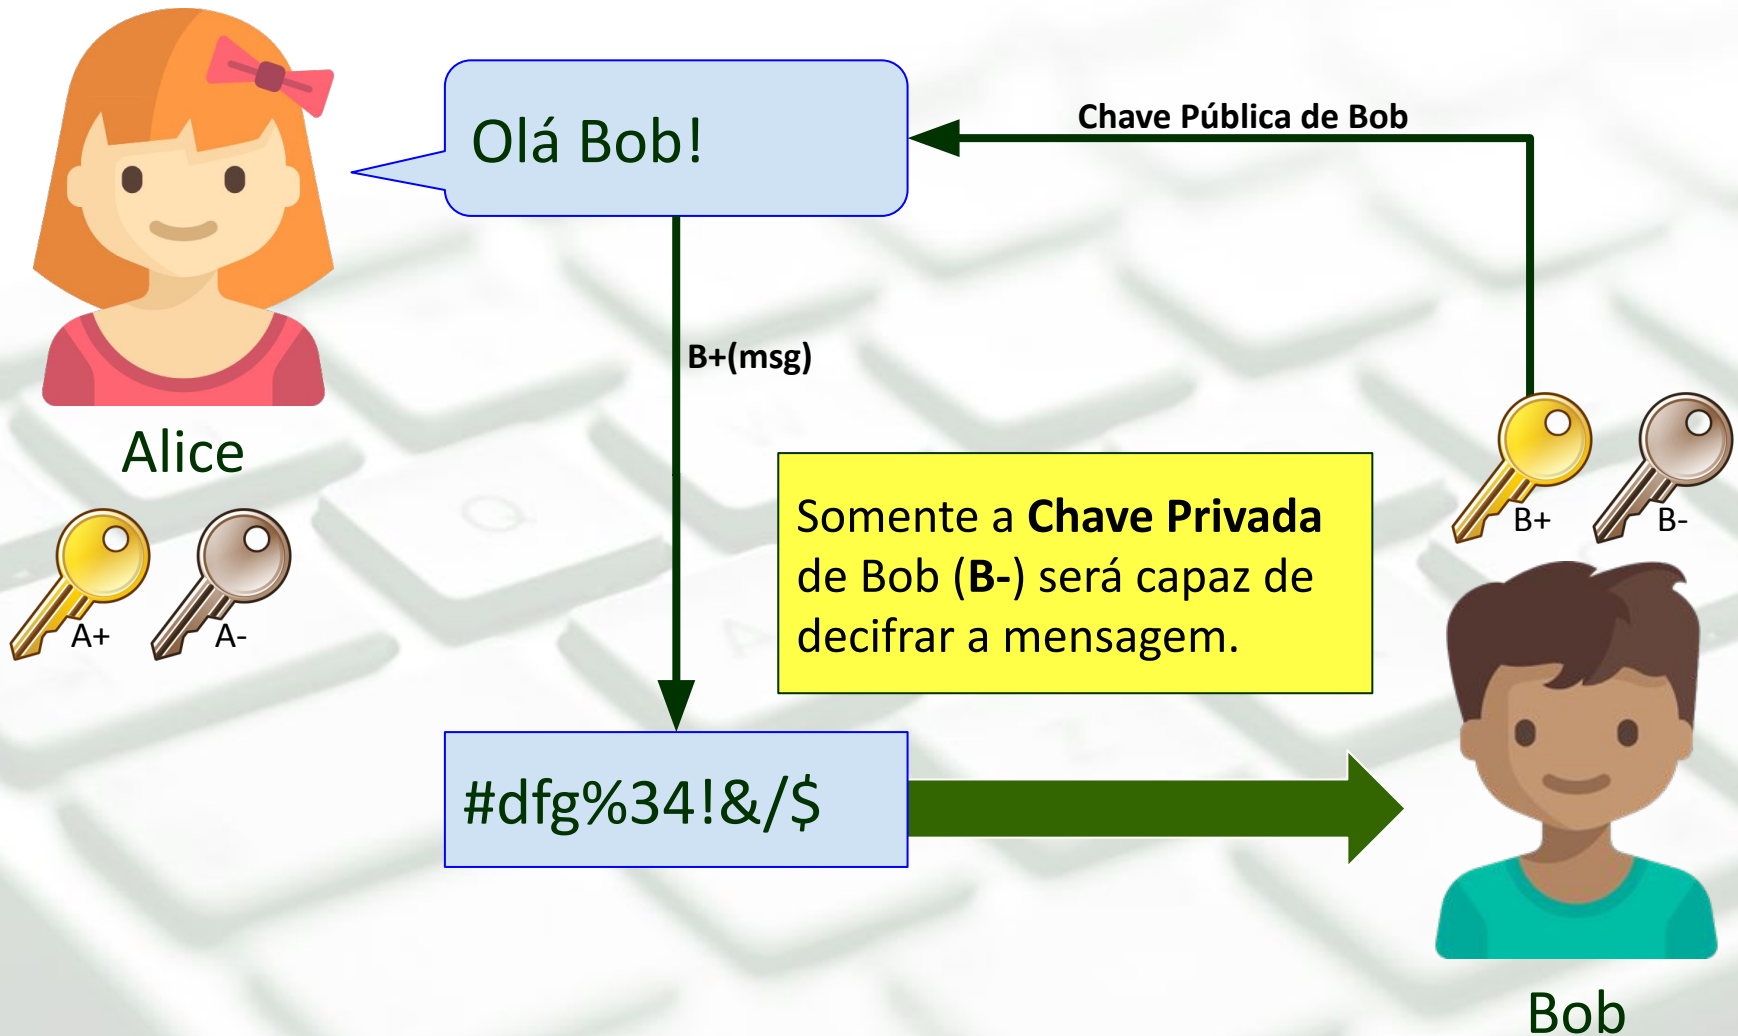 Olá Bob!
Chave Pública de Bob
B+(msg)
Alice
A+
A-
Somente a Chave Privada
de Bob (B-) será capaz de
decifrar a mensagem.
B+
B-
#dfg%34!&/$
Bob